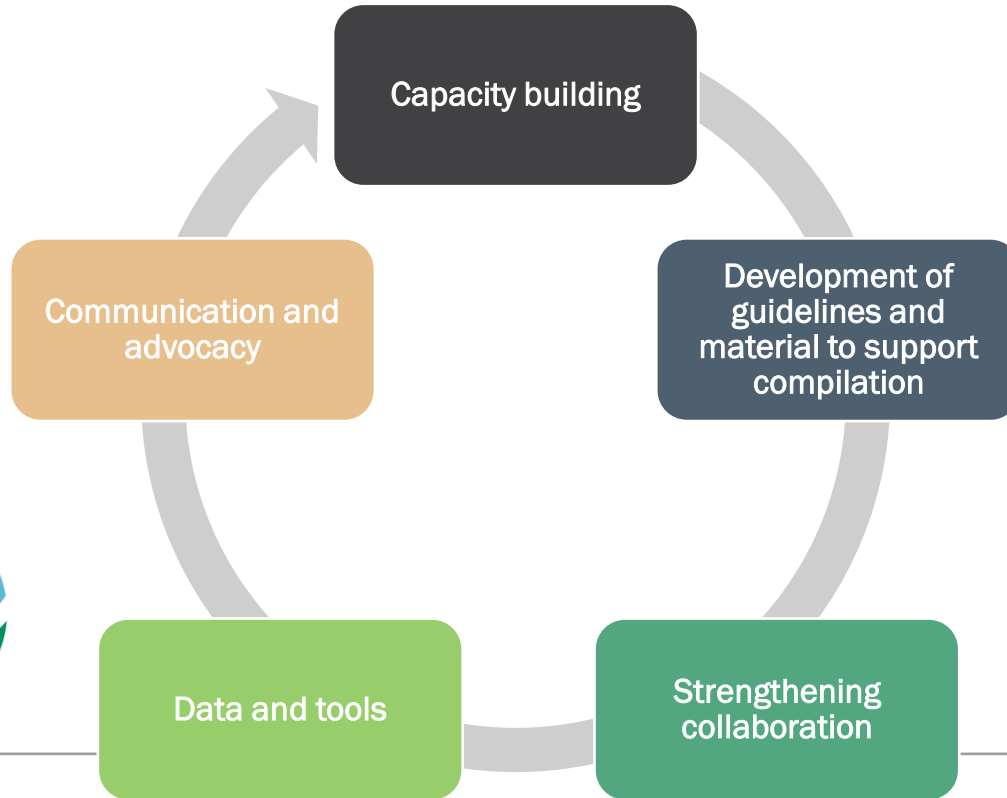 Capacity building
Development of
guidelines and
material to support
compilation
Strengthening
collaboration
Data and tools
Communication and
advocacy